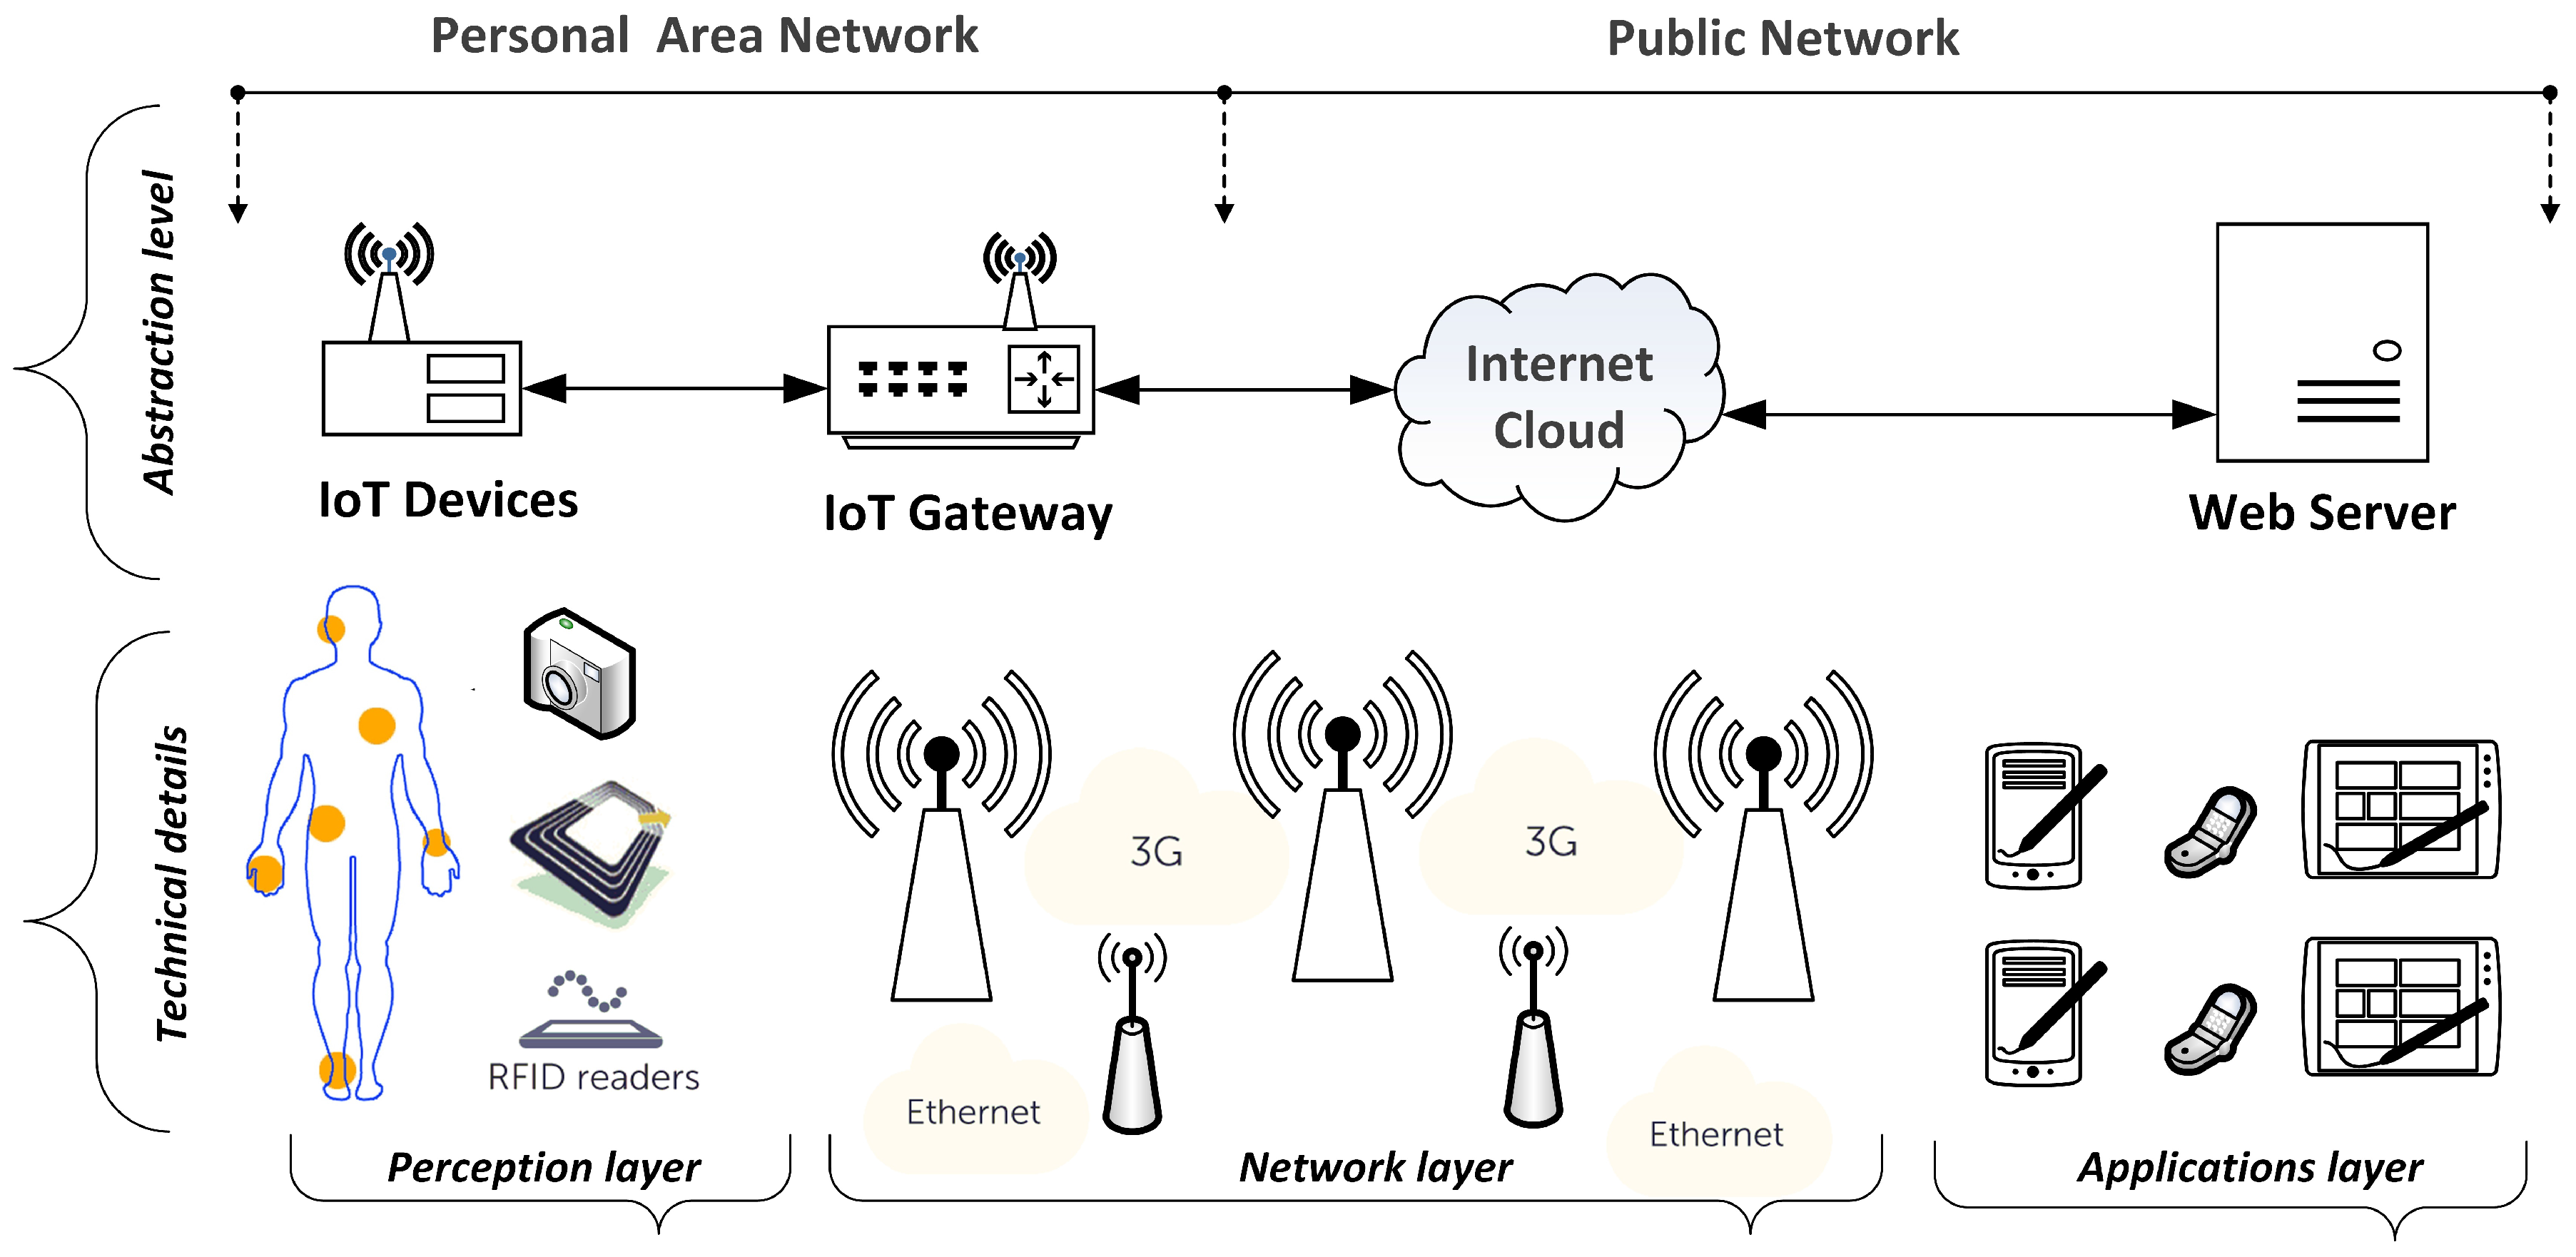 Personal Area Network
Public Network
Abstraction level
Internet
Cloud
IoT Devices
IoT Gateway
Web Server
Technical details
3G
3G
RFID readers
Ethernet
Ethernet
Perception layer
Network layer
Applications layer